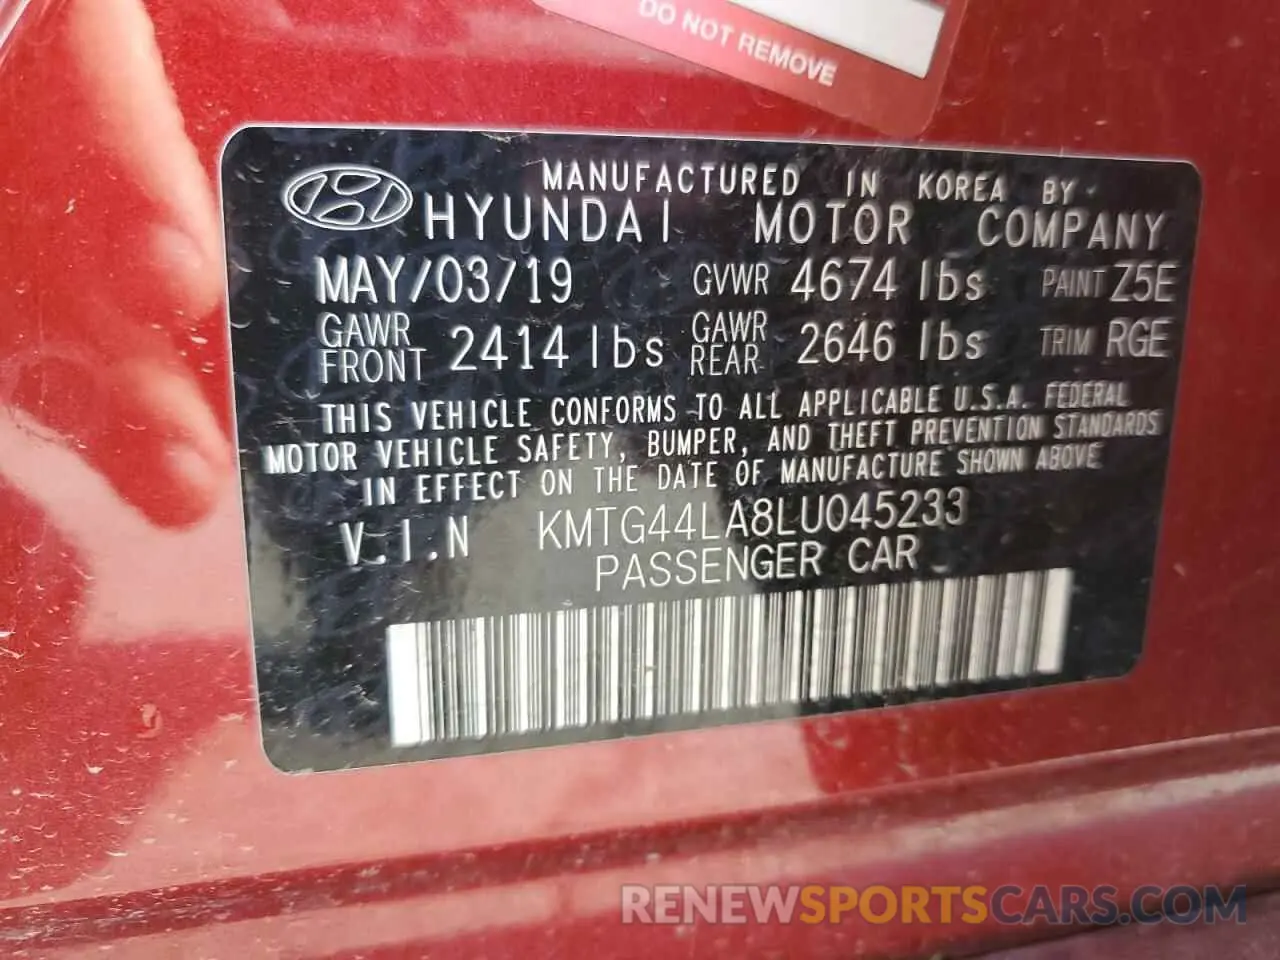 DO NOT REMOVE
MANUFACTURED IN KOREA BY
HYUNDAI MOTOR COMPANY
MAY/03/19 GVWR 4674 lbs PAINT Z5E
GAWR FRONT 2414 lbs GAWR REAR 2646 lbs TRIM RGE
THIS VEHICLE CONFORMS TO ALL APPLICABLE U.S.A. FEDERAL
MOTOR VEHICLE SAFETY, BUMPER, AND THEFT PREVENTION STANDARDS
IN EFFECT ON THE DATE OF MANUFACTURE SHOWN ABOVE
V.I.N KMTG44LA8LU045233
PASSENGER CAR
RENEWSPORTSCARS.COM